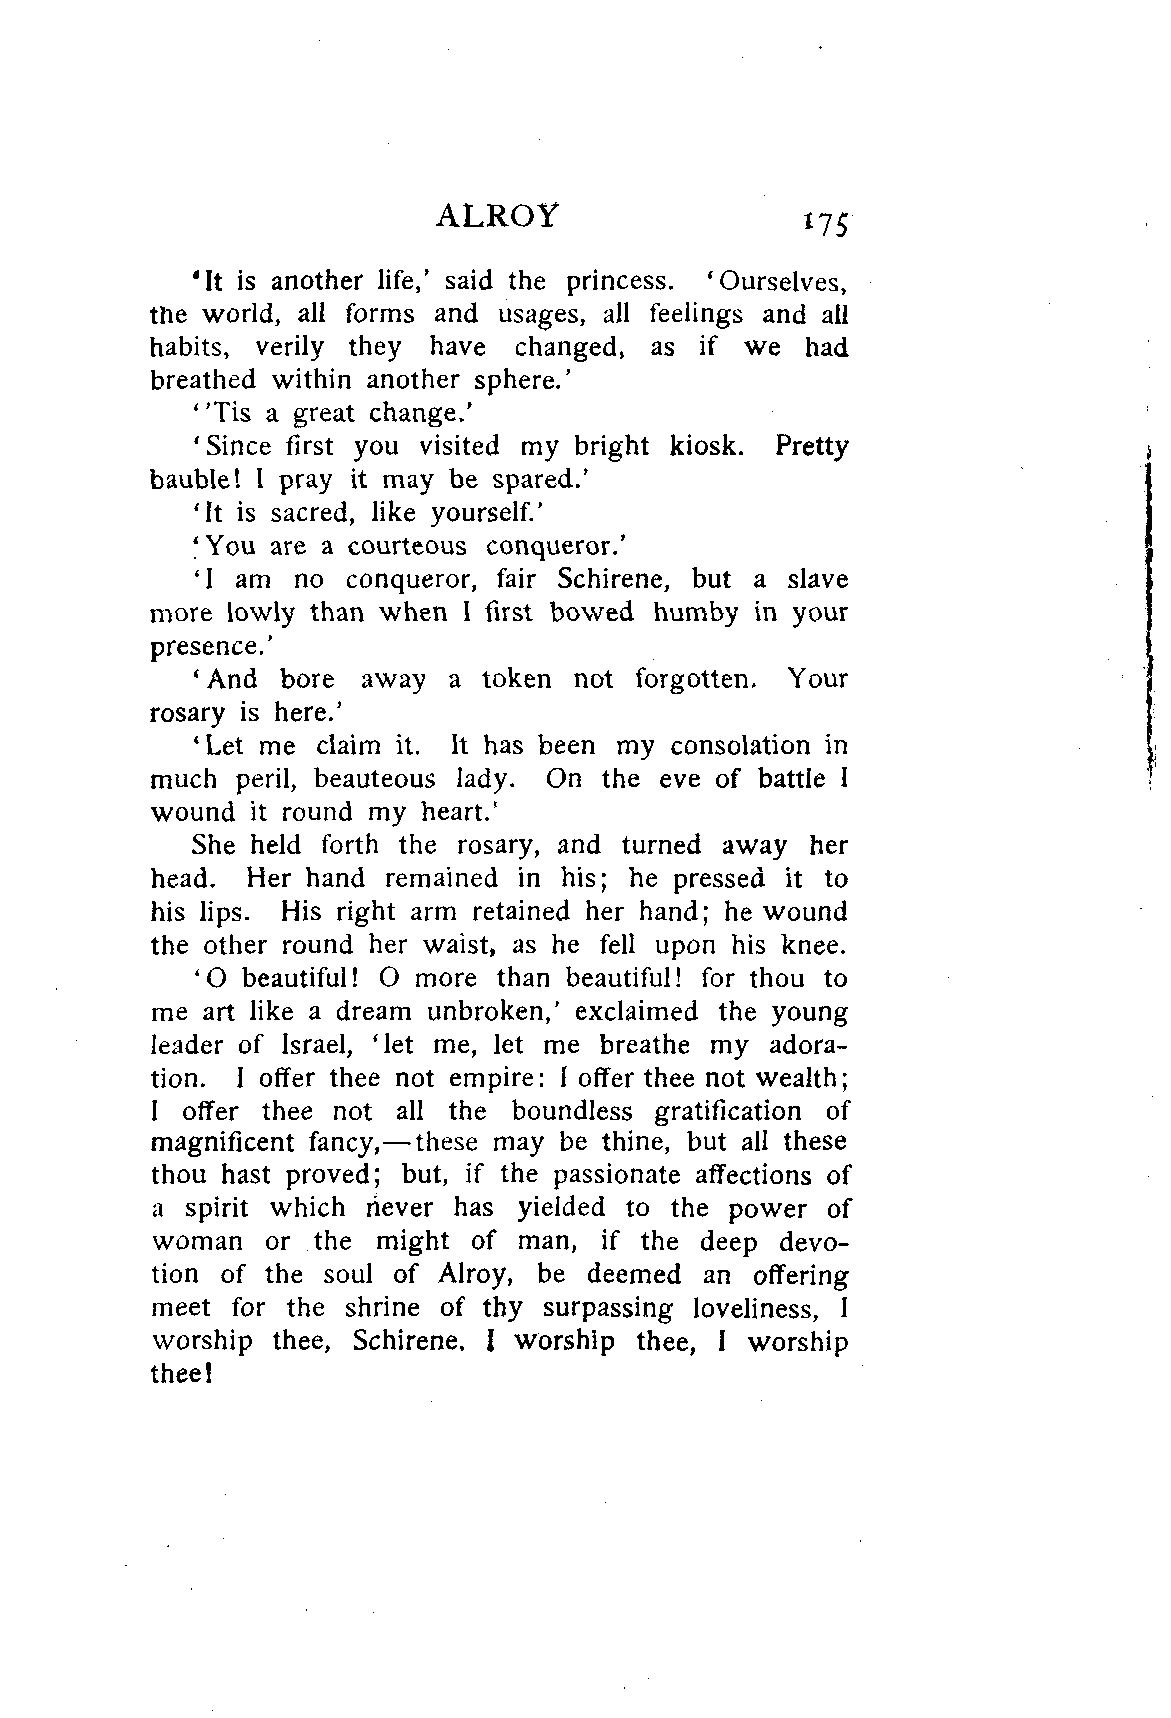 ALROY 175
'It is another life,' said the princess. 'Ourselves,
the world, all forms and usages, all feelings and all
habits, verily they have changed, as if we had
breathed within another sphere.'
''Tis a great change.'
'Since first you visited my bright kiosk. Pretty
bauble! I pray it may be spared.'
'It is sacred, like yourself.'
'You are a courteous conqueror.'
'I am no conqueror, fair Schirene, but a slave
more lowly than when I first bowed humby in your
presence.'
'And bore away a token not forgotten. Your
rosary is here.'
'Let me claim it. It has been my consolation in
much peril, beauteous lady. On the eve of battle I
wound it round my heart.'
She held forth the rosary, and turned away her
head. Her hand remained in his; he pressed it to
his lips. His right arm retained her hand; he wound
the other round her waist, as he fell upon his knee.
'O beautiful! O more than beautiful! for thou to
me art like a dream unbroken,' exclaimed the young
leader of Israel, 'let me, let me breathe my adora-
tion. I offer thee not empire: I offer thee not wealth;
I offer thee not all the boundless gratification of
magnificent fancy,—these may be thine, but all these
thou hast proved; but, if the passionate affections of
a spirit which never has yielded to the power of
woman or the might of man, if the deep devo-
tion of the soul of Alroy, be deemed an offering
meet for the shrine of thy surpassing loveliness, I
worship thee, Schirene, I worship thee, I worship
thee!